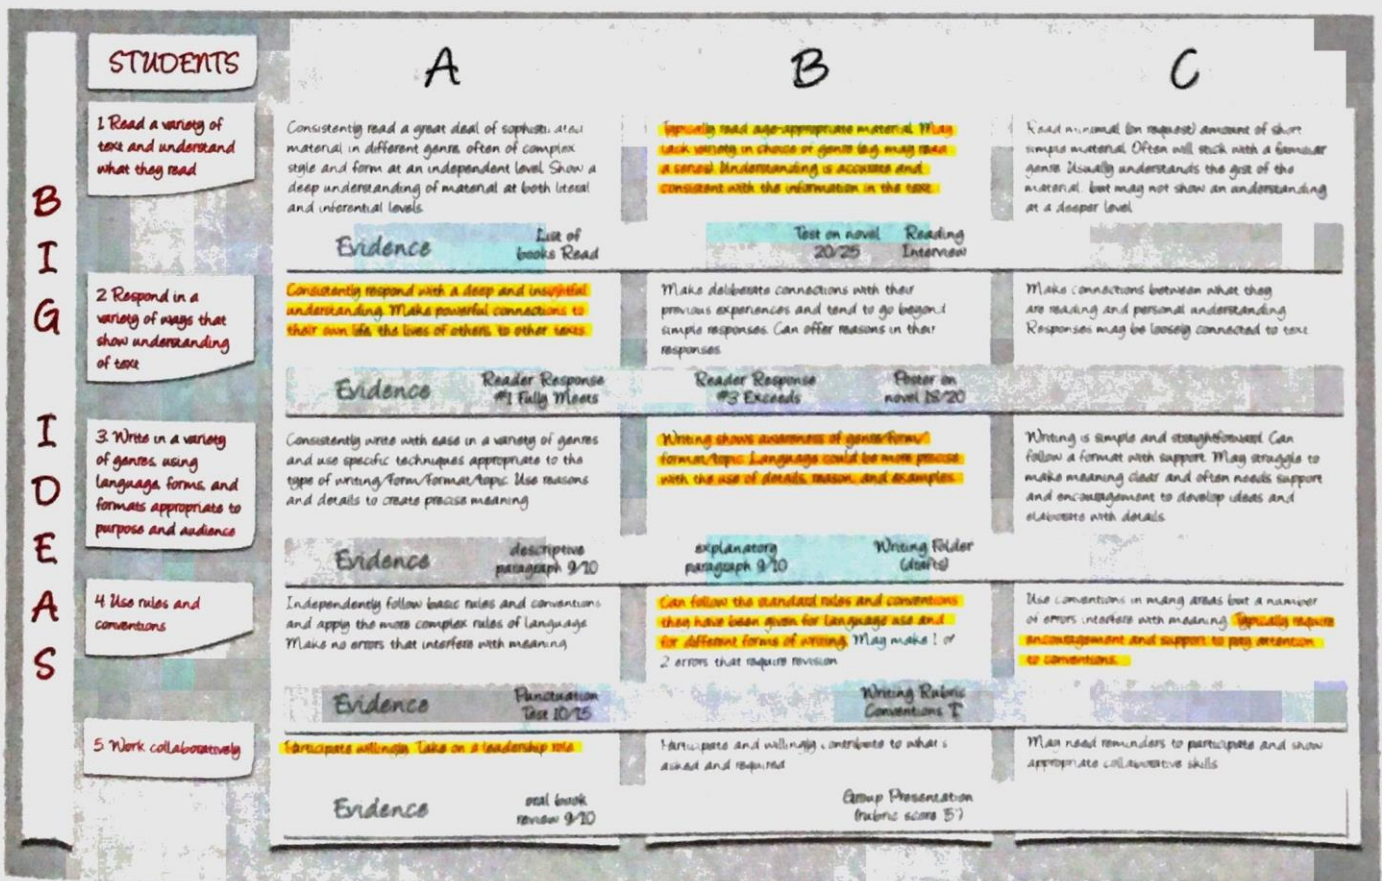 BIG IDEAS
STUDENTS
A
B
C
1 Read a variety of
text and understand
what they read
Consistently read a great deal of sophisticated
material in different genre often of complex
style and form at an independent level Show a
deep understanding of material at both literal
and inferential levels
Typically read age-appropriate material May
lack variety in choice of genre (eg may read
a series) Understanding is accurate and
consistent with the information in the text
Read minimal (on request) amount of short
simple material Often will stick with a familiar
genre Usually understands the gist of the
material but may not show an understanding
at a deeper level
Evidence
List of
books Read
Test on novel
20/25
Reading
Interview
2 Respond in a
variety of ways that
show understanding
of text
Consistently respond with a deep and insightful
understanding Make powerful connections to
their own life, the lives of others, to other texts.
Make deliberate connections with their
previous experiences and tend to go beyond
simple responses. Can offer reasons in their
responses
Make connections between what they
are reading and personal understanding
Responses may be loosely connected to text
Evidence
Reader Response
#1 Fully Meets
Reader Response
#3 Exceeds
Poster on
novel 18/20
3. Write in a variety
of genres, using
language, forms, and
formats appropriate to
purpose and audience
Consistently write with ease in a variety of genres
and use specific techniques appropriate to the
type of writing/form/format/topic Use reasons
and details to create precise meaning
Writing shows awareness of genre/form/
format/topic Language could be more precise
with the use of details, reason, and examples.
Writing is simple and straightforward. Can
follow a format with support May struggle to
make meaning clear and often needs support
and encouragement to develop ideas and
elaborate with details
Evidence
descriptive
paragraph 9/10
explanatory
paragraph 9/10
Writing Folder
(drafts)
4 Use rules and
conventions
Independently follow basic rules and conventions
and apply the more complex rules of language
Make no errors that interfere with meaning
Can follow the standard rules and conventions
they have been given for language use and
for different forms of writing. May make 1 or
2 errors that require revision
Use conventions in many areas but a number
of errors interfere with meaning. Typically require
encouragement and support to pay attention
to conventions.
Evidence
Punctuation
Test 10/15
Writing Rubric
Conventions
5. Work collaboratively
Participate willingly. Take on a leadership role
Participate and willingly contribute to what s
asked and required
May need reminders to participate and show
appropriate collaborative skills
Evidence
oral book
review 9/10
Group Presentation
(rubric score